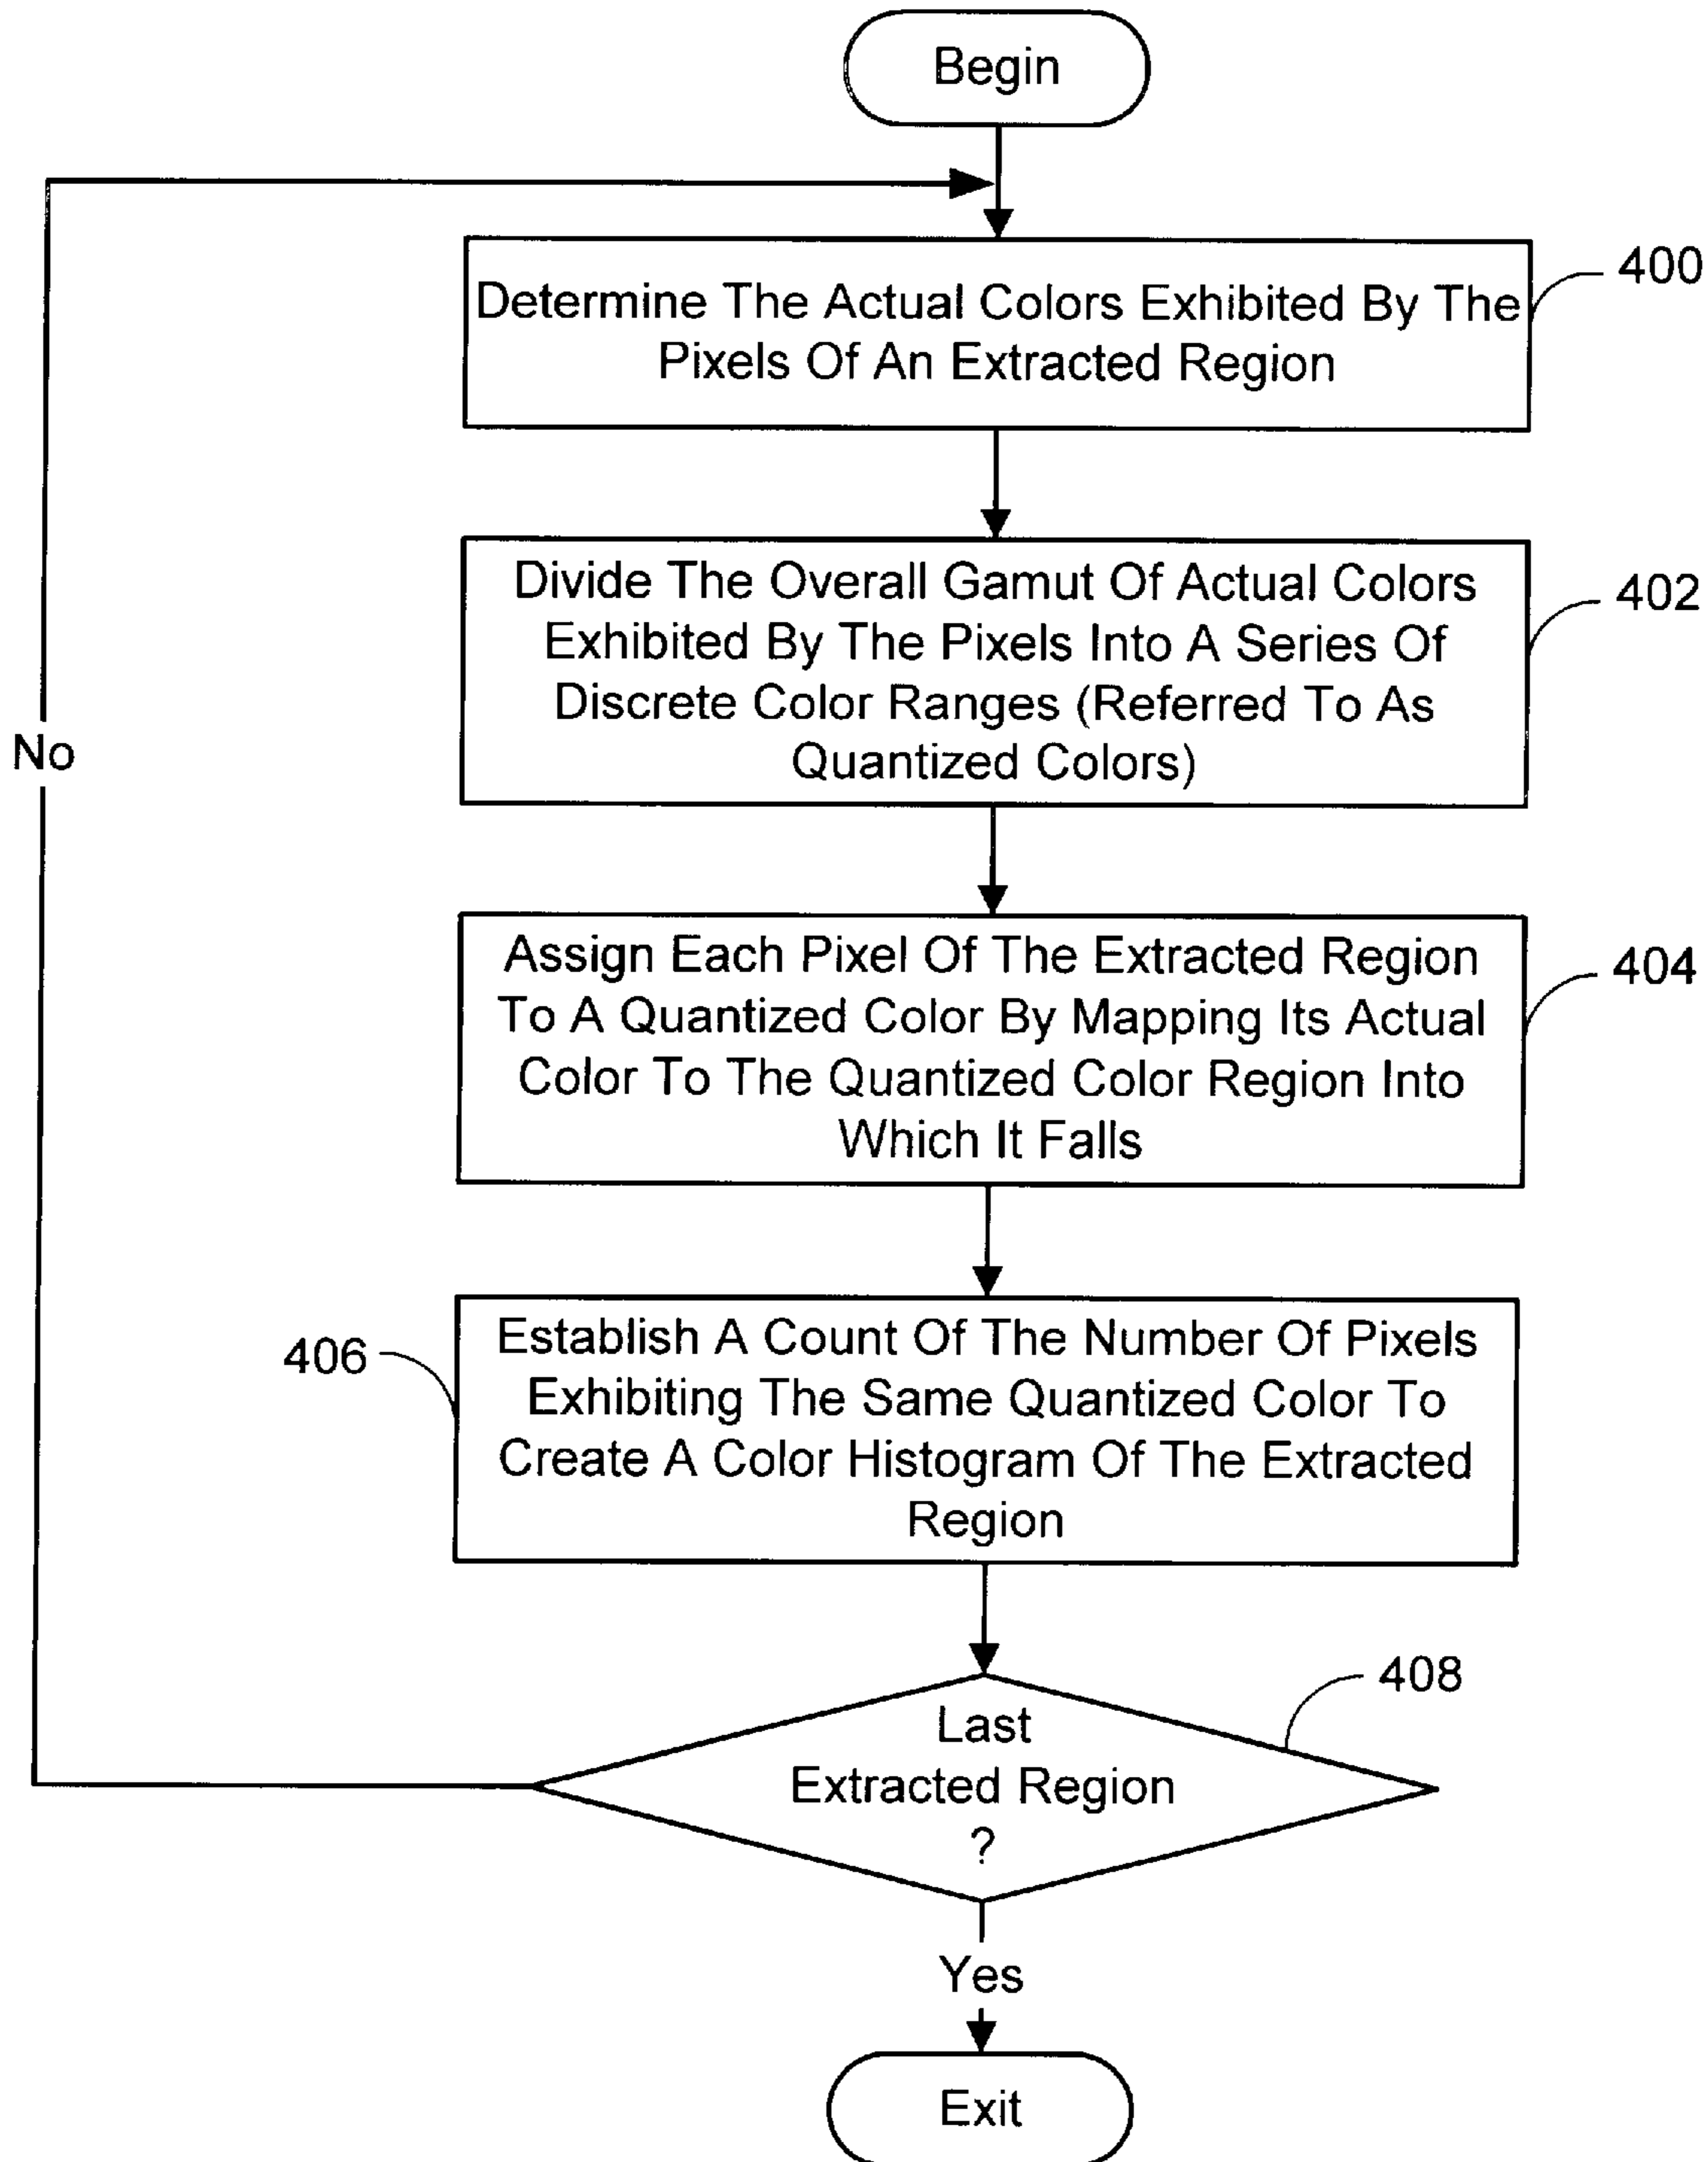 Begin
Determine The Actual Colors Exhibited By The
Pixels Of An Extracted Region
400
Divide The Overall Gamut Of Actual Colors
Exhibited By The Pixels Into A Series Of
Discrete Color Ranges (Referred To As
Quantized Colors)
402
No
Assign Each Pixel Of The Extracted Region
To A Quantized Color By Mapping Its Actual
Color To The Quantized Color Region Into
Which It Falls
404
406
Establish A Count Of The Number Of Pixels
Exhibiting The Same Quantized Color To
Create A Color Histogram Of The Extracted
Region
408
Last
Extracted Region
?
Yes
Exit